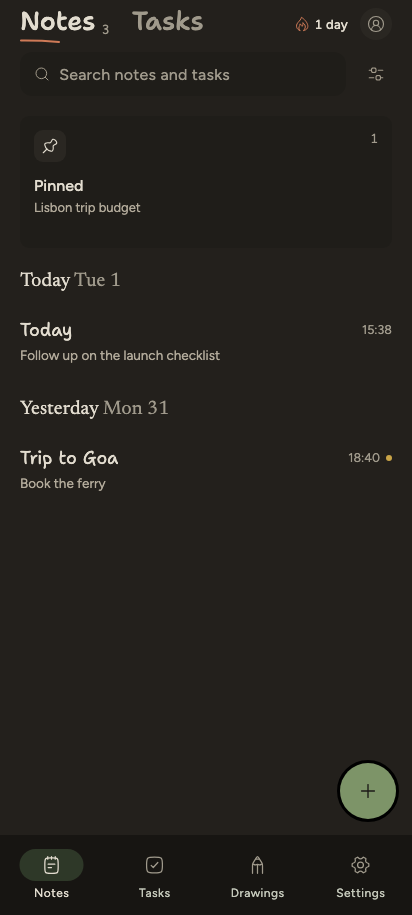 Notes 3 Tasks 1 day
Search notes and tasks
1
Pinned
Lisbon trip budget
Today Tue 1
Today 15:38
Follow up on the launch checklist
Yesterday Mon 31
Trip to Goa 18:40
Book the ferry
Notes Tasks Drawings Settings